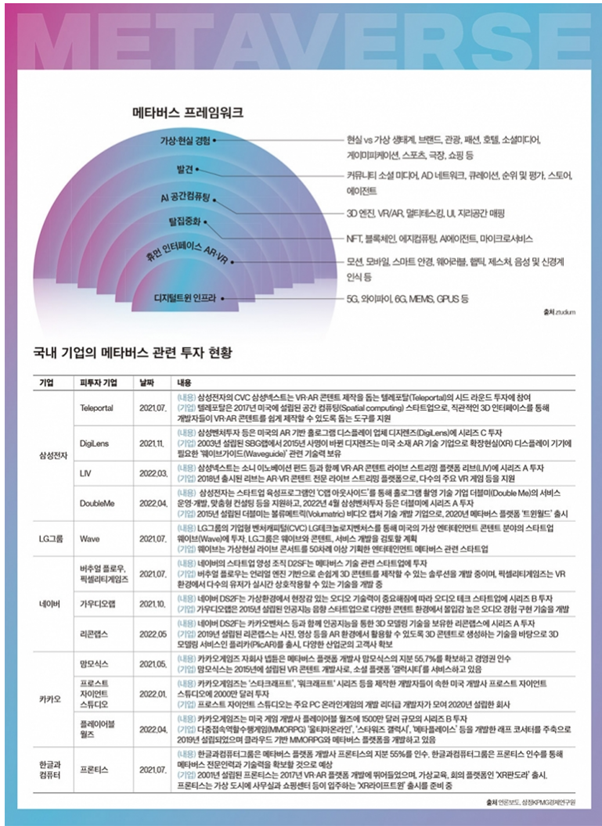 METAVERSE
메타버스 프레임워크
가상·현실 경험
현실 vs 가상 생태계, 브랜드, 관광, 패션, 호텔, 소셜미디어,
게이미피케이션, 스포츠, 극장, 쇼핑 등
발견
커뮤니티 소셜 미디어, AD 네트워크, 큐레이션, 순위 및 평가, 스토어,
에이전트
AI 공간컴퓨팅
3D 엔진, VR/AR, 멀티테스킹, UI, 지리공간 매핑
탈집중화
NFT, 블록체인, 에지컴퓨팅, AI에이전트, 마이크로서비스
휴먼 인터페이스 AR·VR
모션, 모바일, 스마트 안경, 웨어러블, 햅틱, 제스처, 음성 및 신경계
인식 등
디지털트윈 인프라
5G, 와이파이, 6G, MEMS, GPUS 등
출처 zrudium
국내 기업의 메타버스 관련 투자 현황
기업 피투자 기업 날짜 내용
삼성전자
Teleportal 2021.07.
(내용) 삼성전자의 CVC 삼성넥스트는 VR·AR 콘텐트 제작을 돕는 텔레포탈(Teleportal)의 시드 라운드 투자에 참여
(기업) 텔레포탈은 2017년 미국에 설립된 공간 컴퓨팅(Spatial computing) 스타트업으로, 직관적인 3D 인터페이스를 통해
개발자들이 VR·AR 콘텐트를 쉽게 제작할 수 있도록 돕는 도구를 지원
DigiLens 2021.11.
(내용) 삼성벤처투자 등은 미국의 AR 기반 홀로그램 디스플레이 업체 디지렌즈(DigiLens)에 시리즈 C 투자
(기업) 2003년 설립된 SBG랩에서 2015년 사명이 바뀐 디지렌즈는 미국 소재 AR 기술 기업으로 확장현실(XR) 디스플레이 기기에
필요한 '웨이브가이드(Waveguide)' 관련 기술력 보유
LIV 2022.03.
(내용) 삼성넥스트는 소니 이노베이션 펀드 등과 함께 VR·AR 콘텐트 라이브 스트리밍 플랫폼 리브(LIV)에 시리즈 A 투자
(기업) 2018년 출시된 리브는 AR·VR 콘텐트 전문 라이브 스트리밍 플랫폼으로, 다수의 주요 VR 게임 등을 지원
DoubleMe 2022.04.
(내용) 삼성전자는 스타트업 육성프로그램인 'C랩 아웃사이드'를 통해 홀로그램 촬영 기술 기업 더블미(Double Me)의 서비스
운영·개발, 맞춤형 컨설팅 등을 지원하고, 2022년 4월 삼성벤처투자 등은 더블미에 시리즈 A 투자
(기업) 2015년 설립된 더블미는 볼류메트릭(Volumatric) 비디오 캡처 기술 개발 기업으로, 2020년 메타버스 플랫폼 '트윈월드' 출시
LG그룹
Wave 2021.07.
(내용) LG그룹의 기업형 벤처캐피털(CVC) LG테크놀로지벤처스를 통해 미국의 가상 엔터테인먼트 콘텐트 분야의 스타트업
웨이브(Wave)에 투자. LG그룹은 웨이브와 콘텐트, 서비스 개발을 검토할 계획
(기업) 웨이브는 가상현실 라이브 콘서트를 50차례 이상 기획한 엔터테인먼트 메타버스 관련 스타트업
네이버
버추얼 플로우,
픽셀리티게임즈
2021.07.
(내용) 네이버의 스타트업 양성 조직 D2SF는 메타버스 기술 관련 스타트업에 투자
(기업) 버추얼 플로우는 언리얼 엔진 기반으로 손쉽게 3D 콘텐트를 제작할 수 있는 솔루션을 개발 중이며, 픽셀리티게임즈는 VR
환경에서 다수의 유저가 실시간 상호작용할 수 있는 기술을 개발 중
가우디오랩 2021.10.
(내용) 네이버 DS2F는 가상환경에서 현장감 있는 오디오 기술력이 중요해짐에 따라 오디오 테크 스타트업에 시리즈 B 투자
(기업) 가우디오랩은 2015년 설립된 인공지능 음향 스타트업으로 다양한 콘텐트 환경에서 몰입감 높은 오디오 경험 구현 기술을 개발
리콘랩스 2022.05
(내용) 네이버 DS2F는 카카오벤처스 등과 함께 인공지능을 통한 3D 모델링 기술을 보유한 리콘랩스에 시리즈 A 투자
(기업) 2019년 설립된 리콘랩스는 사진, 영상 등을 AR 환경에서 활용할 수 있도록 3D 콘텐트로 생성하는 기술을 바탕으로 3D
모델링 서비스인 플리카(PlicAR)를 출시, 다양한 산업군의 고객사 확보
카카오
맘모식스 2021.05.
(내용) 카카오게임즈 자회사 넵튠은 메타버스 플랫폼 개발사 맘모식스의 지분 55.7%를 확보하고 경영권 인수
(기업) 맘모식스는 2015년에 설립된 VR 콘텐트 개발사로, 소셜 플랫폼 '갤럭시티'를 서비스하고 있음
프로스트
자이언트
스튜디오
2022.01.
(내용) 카카오게임즈는 '스타크래프트', '워크래프트' 시리즈 등을 제작한 개발자들이 속한 미국 개발사 프로스트 자이언트
스튜디오에 2000만 달러 투자
(기업) 프로스트 자이언트 스튜디오는 주요 PC 온라인게임의 개발 리더급 개발자가 모여 2020년 설립한 회사
플레이어블
월즈
2022.04.
(내용) 카카오게임즈는 미국 게임 개발사 플레이어블 월즈에 1500만 달러 규모의 시리즈 B 투자
(기업) 다중접속역할수행게임(MMORPG) '울티마온라인', '스타워즈 갤럭시', '메타플레이스' 등을 개발한 래프 코스터를 주축으로
2019년 설립되었으며 클라우드 기반 MMORPG와 메타버스 플랫폼을 개발하고 있음
한글과
컴퓨터
프론티스 2021.07.
(내용) 한글과컴퓨터그룹은 메타버스 플랫폼 개발사 프론티스의 지분 55%를 인수. 한글과컴퓨터그룹은 프론티스 인수를 통해
메타버스 전문인력과 기술력을 확보할 것으로 예상
(기업) 2001년 설립된 프론티스는 2017년 VR·AR 플랫폼 개발에 뛰어들었으며, 가상교육, 회의 플랫폼인 'XR판도라' 출시,
프론티스는 가상 도시에 사무실과 쇼핑센터 등이 입주하는 'XR라이프트윈' 출시를 준비 중
출처 언론보도, 삼정KPMG경제연구원